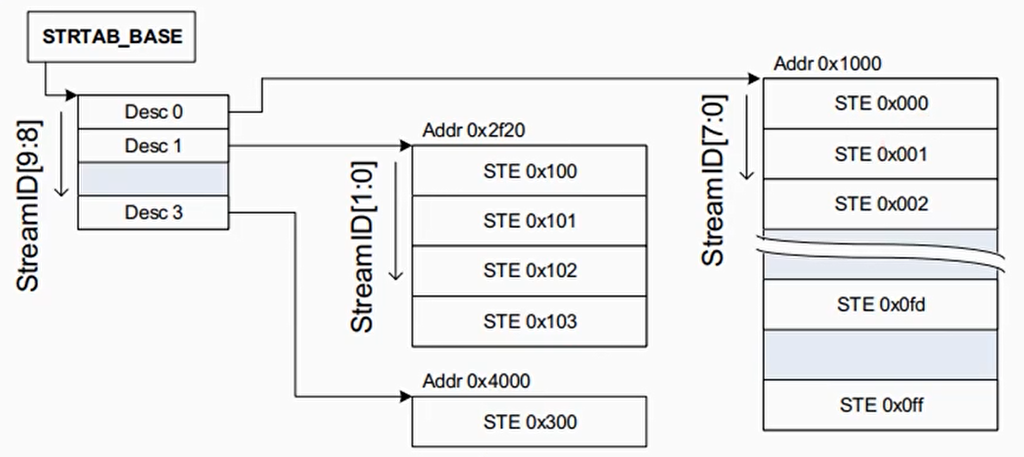 STRTAB_BASE
Desc 0
Desc 1
Desc 3
StreamID[9:8]
Addr 0x2f20
STE 0x100
STE 0x101
STE 0x102
STE 0x103
StreamID[1:0]
Addr 0x4000
STE 0x300
Addr 0x1000
STE 0x000
STE 0x001
STE 0x002
STE 0x0fd
STE 0x0ff
StreamID[7:0]